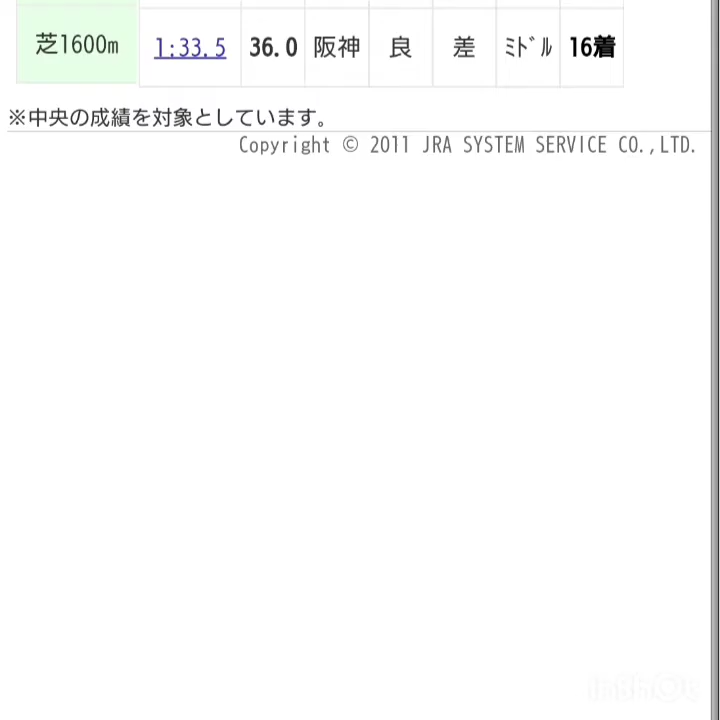 芝1600m 1:33.5 36.0 阪神 良 差 ﾐﾄﾞﾙ 16着
※中央の成績を対象としています。
Copyright © 2011 JRA SYSTEM SERVICE CO.,LTD.